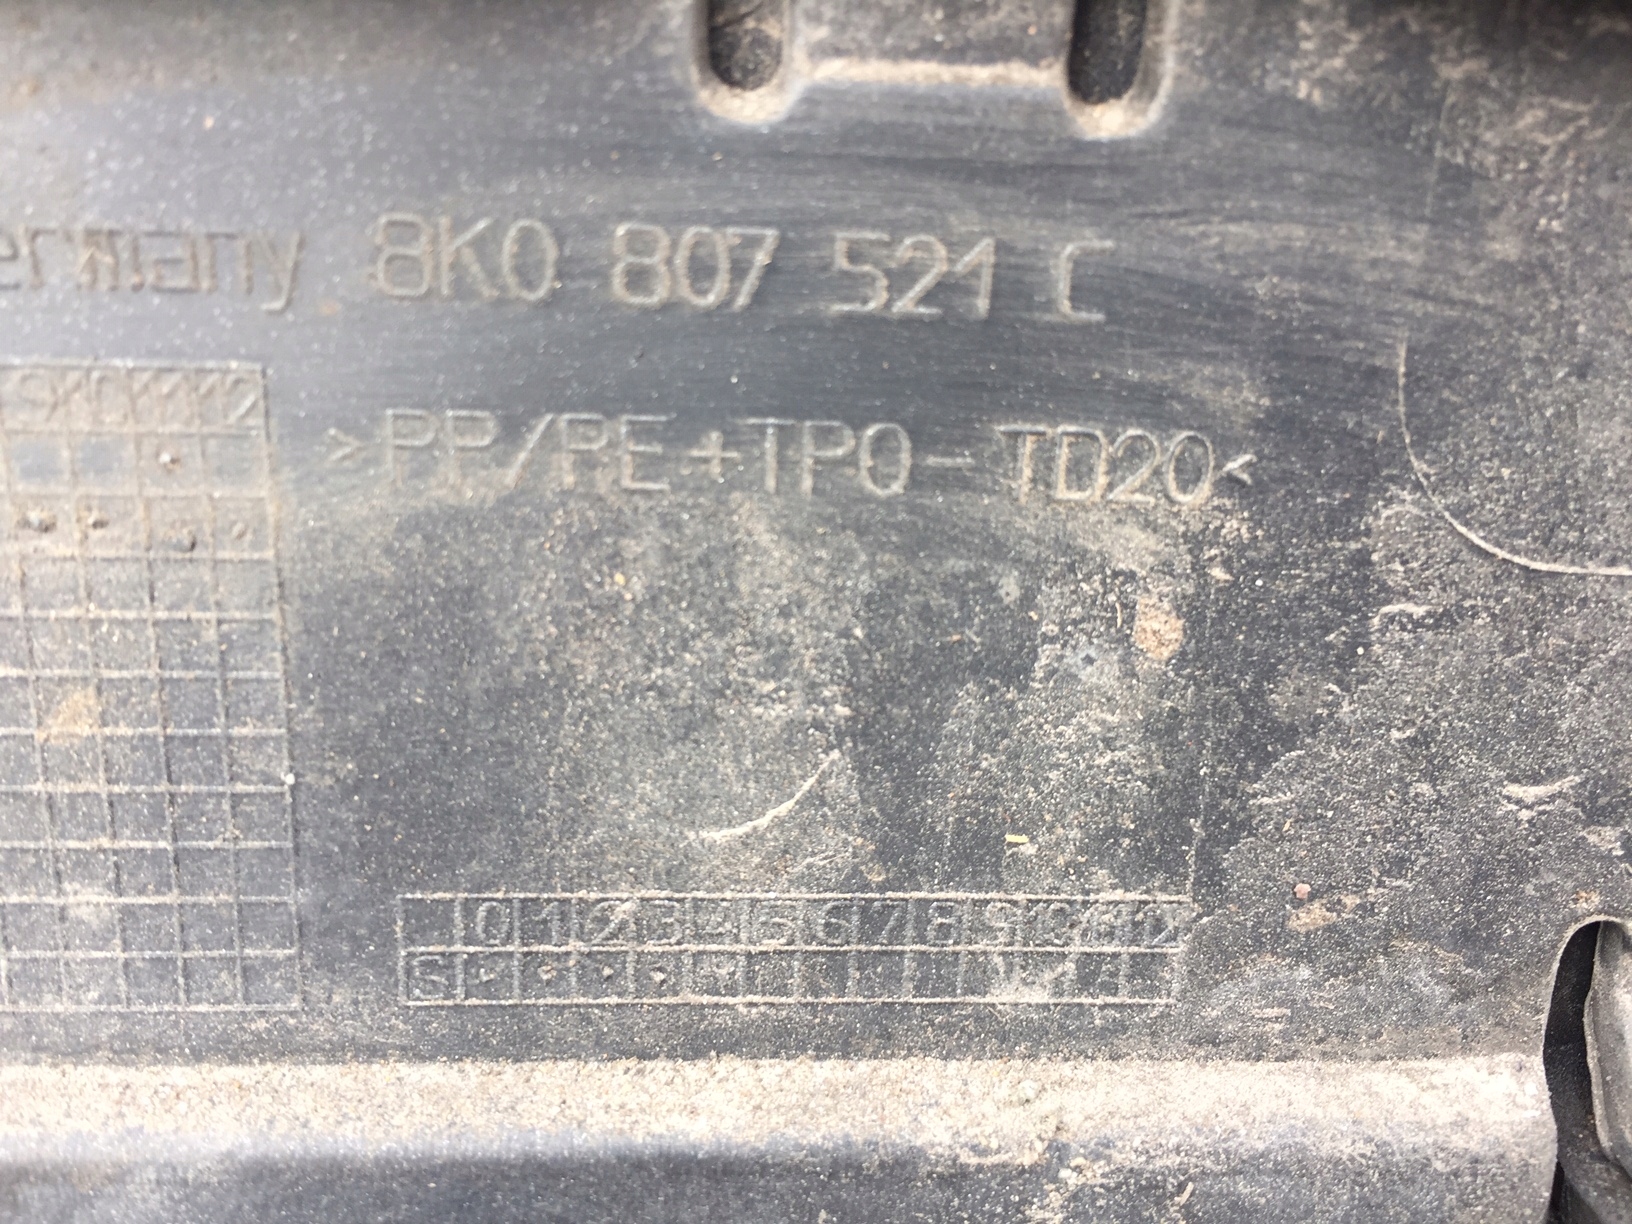 ermany 8K0 807 521 C
>PP/PE+TPO-TD20<
0 1 2 3 4 5 6 7 8 9 10 11 12
S